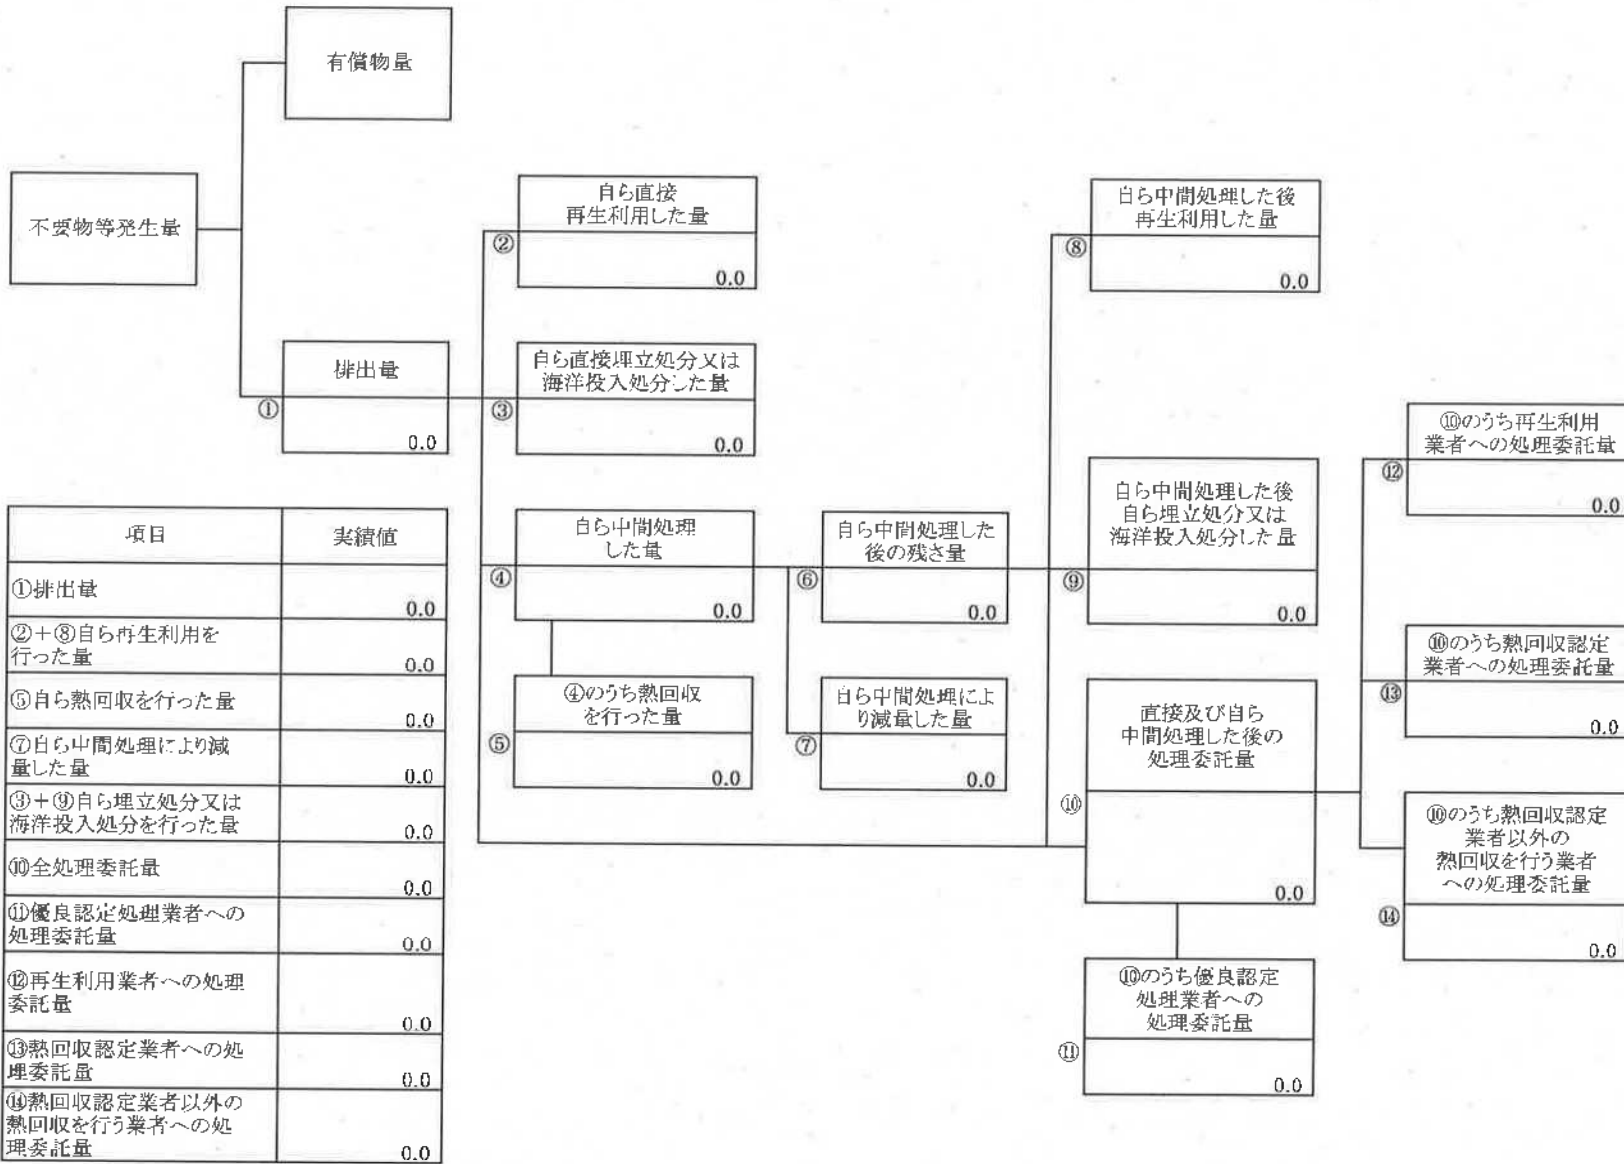 有償物量
不要物等発生量
排出量
①
0.0
自ら直接
再生利用した量
②
0.0
自ら直接埋立処分又は
海洋投入処分した量
③
0.0
自ら中間処理
した量
④
0.0
④のうち熱回収
を行った量
⑤
0.0
自ら中間処理した
後の残さ量
⑥
0.0
自ら中間処理によ
り減量した量
⑦
0.0
自ら中間処理した後
再生利用した量
⑧
0.0
自ら中間処理した後
自ら埋立処分又は
海洋投入処分した量
⑨
0.0
直接及び自ら
中間処理した後の
処理委託量
⑩
0.0
⑩のうち優良認定
処理業者への
処理委託量
⑪
0.0
⑩のうち再生利用
業者への処理委託量
⑫
0.0
⑩のうち熱回収認定
業者への処理委託量
⑬
0.0
⑩のうち熱回収認定
業者以外の
熱回収を行う業者
への処理委託量
⑭
0.0
項目 実績値
①排出量
0.0
②＋⑧自ら再生利用を
行った量
0.0
⑤自ら熱回収を行った量
0.0
⑦自ら中間処理により減
量した量
0.0
③＋⑨自ら埋立処分又は
海洋投入処分を行った量
0.0
⑩全処理委託量
0.0
⑪優良認定処理業者への
処理委託量
0.0
⑫再生利用業者への処理
委託量
0.0
⑬熱回収認定業者への処
理委託量
0.0
⑭熱回収認定業者以外の
熱回収を行う業者への処
理委託量
0.0